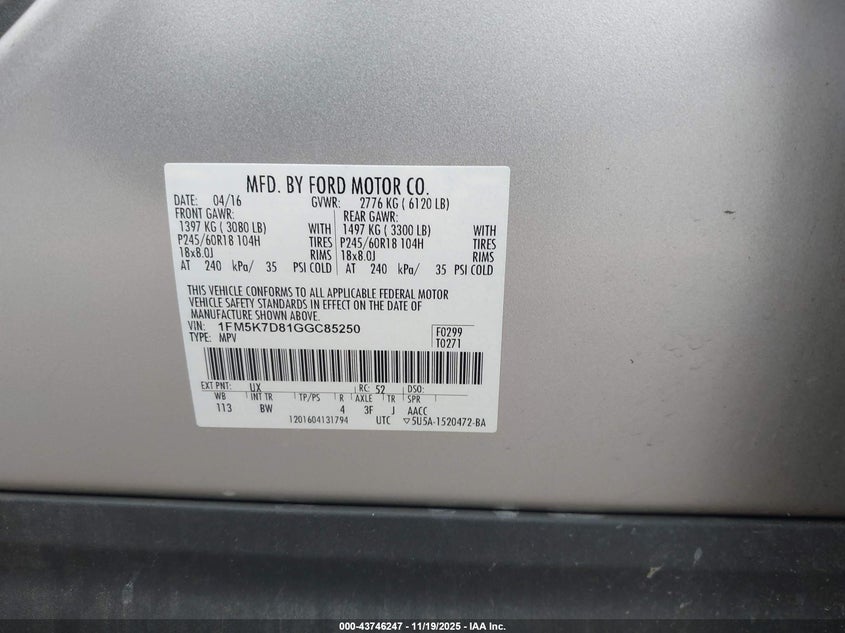 MFD. BY FORD MOTOR CO.
DATE: 04/16 GVWR: 2776 KG ( 6120 LB)
FRONT GAWR: REAR GAWR:
1397 KG ( 3080 LB) WITH 1497 KG ( 3300 LB) WITH
P245/60R18 104H TIRES P245/60R18 104H TIRES
18x8.0J RIMS 18x8.0J RIMS
AT 240 kPa/ 35 PSI COLD AT 240 kPa/ 35 PSI COLD
THIS VEHICLE CONFORMS TO ALL APPLICABLE FEDERAL MOTOR
VEHICLE SAFETY STANDARDS IN EFFECT ON THE DATE OF
MANUFACTURE SHOWN ABOVE.
VIN: 1FM5K7D81GGC85250 F0299
TYPE: MPV T0271
EXT PNT: UX RC: 52 DSO:
WB INT TR TP/PS R AXLE TR SPR
113 BW 4 3F J AACC
1201604131794 UTC ▽5U5A-1520472-BA
000-43746247 - 11/19/2025 - IAA Inc.